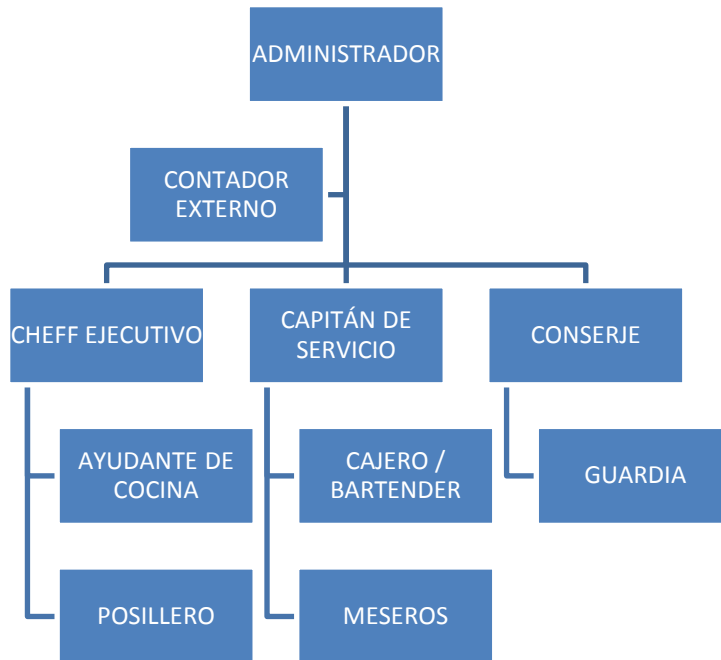 ADMINISTRADOR
CONTADOR
EXTERNO
CHEFF EJECUTIVO
CAPITÁN DE
SERVICIO
CONSERJE
AYUDANTE DE
COCINA
CAJERO /
BARTENDER
GUARDIA
POSILLERO
MESEROS